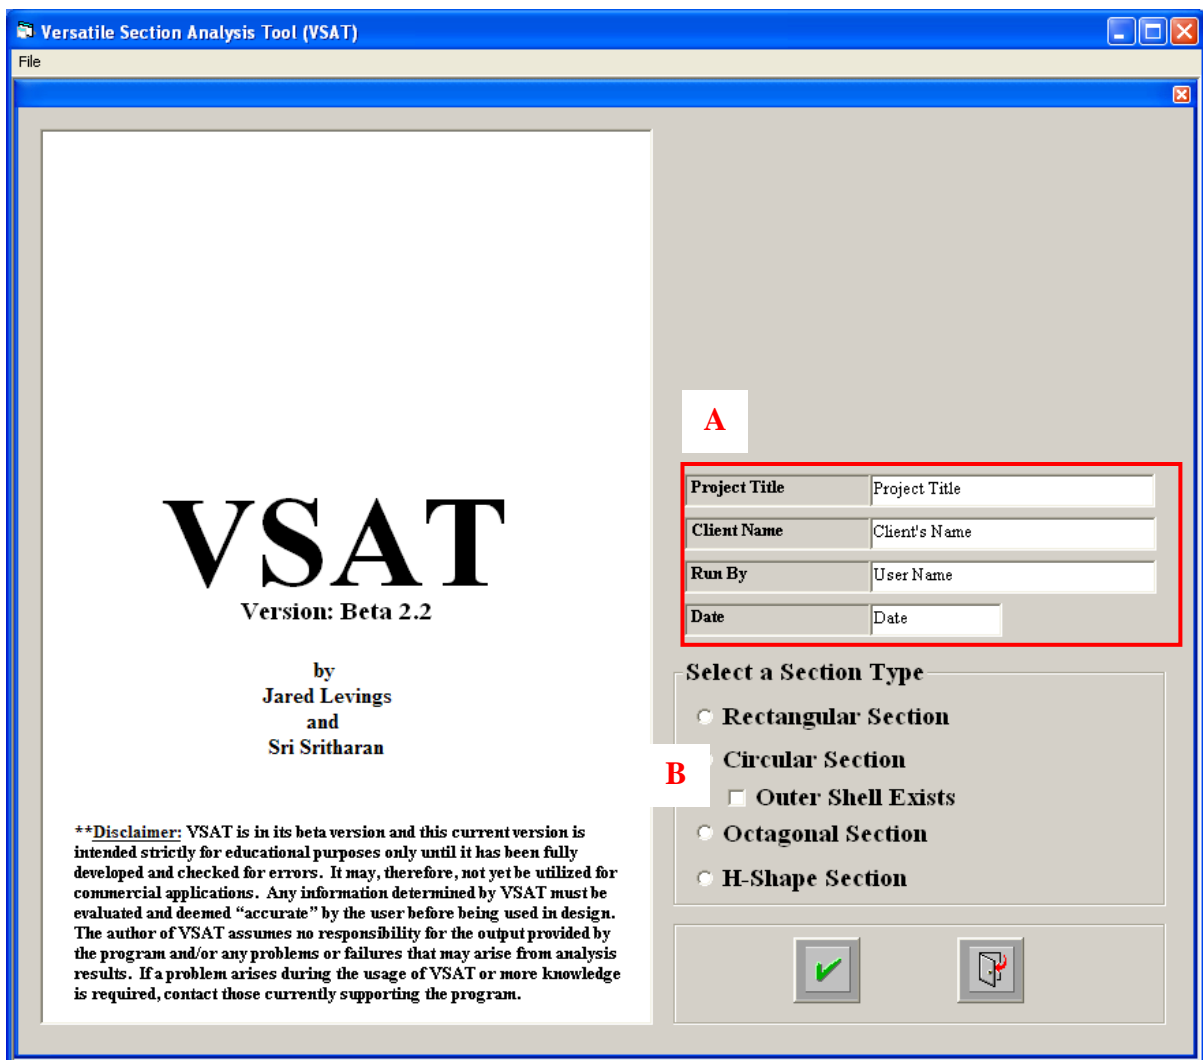 Versatile Section Analysis Tool (VSAT)
File
VSAT
Version: Beta 2.2
by
Jared Levings
and
Sri Sritharan
**Disclaimer: VSAT is in its beta version and this current version is
intended strictly for educational purposes only until it has been fully
developed and checked for errors. It may, therefore, not yet be utilized for
commercial applications. Any information determined by VSAT must be
evaluated and deemed “accurate” by the user before being used in design.
The author of VSAT assumes no responsibility for the output provided by
the program and/or any problems or failures that may arise from analysis
results. If a problem arises during the usage of VSAT or more knowledge
is required, contact those currently supporting the program.
A
Project Title Project Title
Client Name Client's Name
Run By User Name
Date Date
Select a Section Type
Rectangular Section
B
Circular Section
Outer Shell Exists
Octagonal Section
H-Shape Section